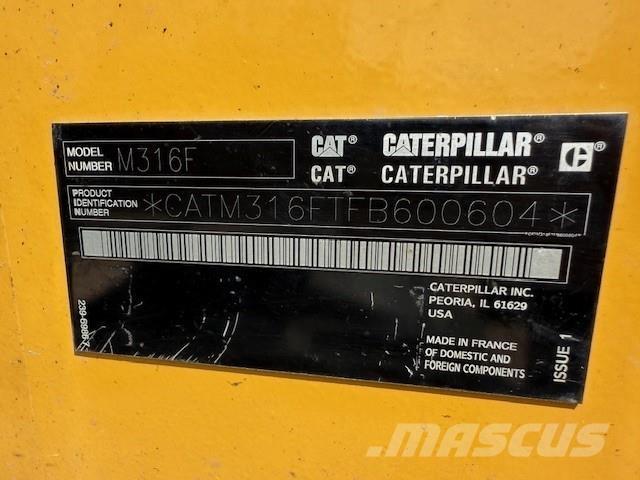 MODEL NUMBER M316F
CAT® CATERPILLAR®
CAT® CATERPILLAR®
PRODUCT IDENTIFICATION NUMBER *CATM316FTFB600604*
CATERPILLAR INC.
PEORIA, IL 61629
USA
MADE IN FRANCE
OF DOMESTIC AND
FOREIGN COMPONENTS
ISSUE 1
MASCUS